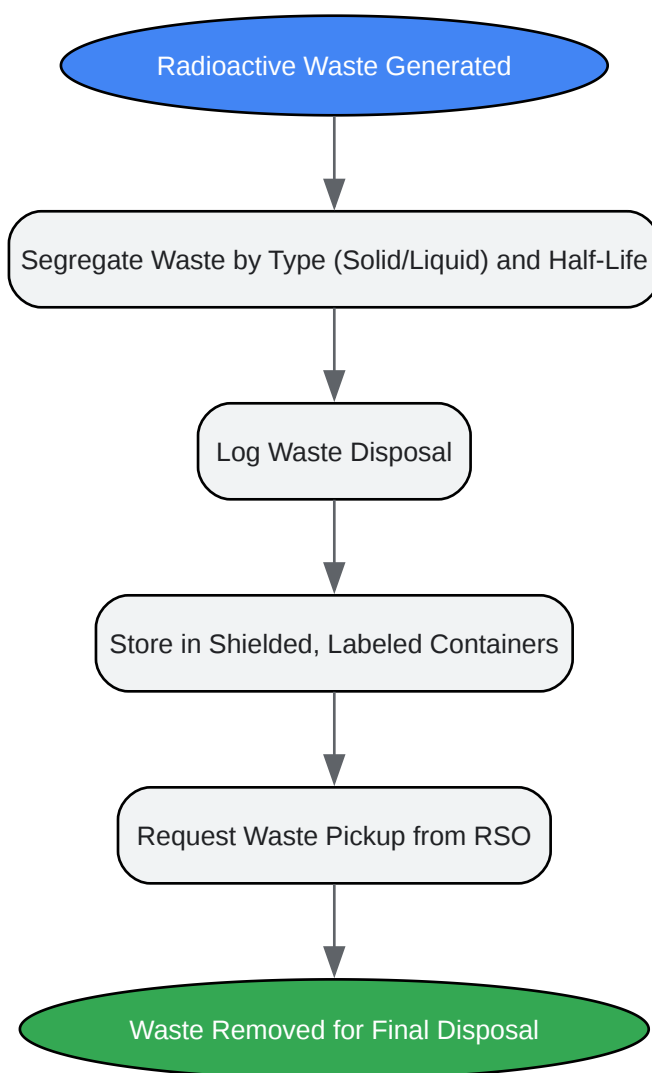 Radioactive Waste Generated
Segregate Waste by Type (Solid/Liquid) and Half-Life
Log Waste Disposal
Store in Shielded, Labeled Containers
Request Waste Pickup from RSO
Waste Removed for Final Disposal